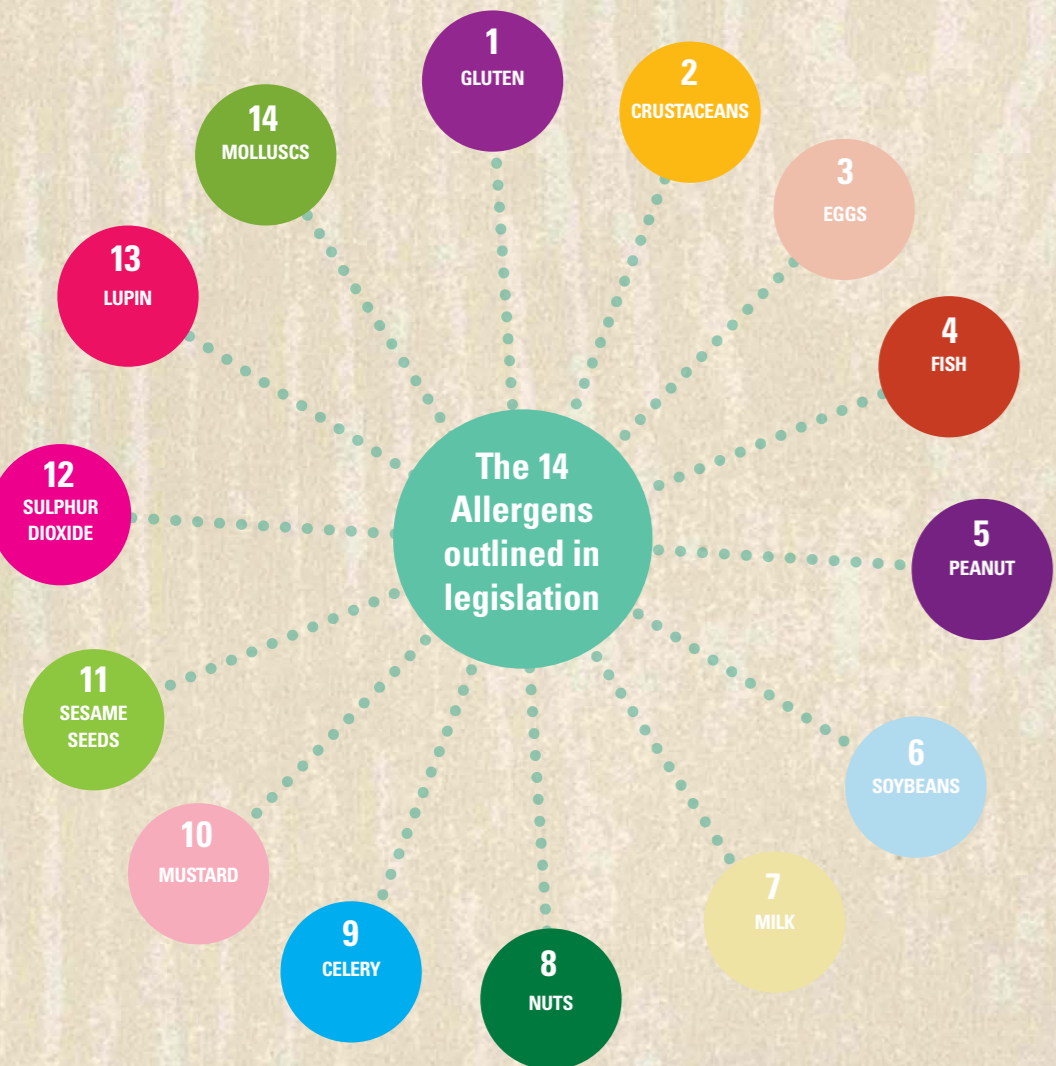 The 14
Allergens
outlined in
legislation
1
GLUTEN
2
CRUSTACEANS
3
EGGS
4
FISH
5
PEANUT
6
SOYBEANS
7
MILK
8
NUTS
9
CELERY
10
MUSTARD
11
SESAME
SEEDS
12
SULPHUR
DIOXIDE
13
LUPIN
14
MOLLUSCS